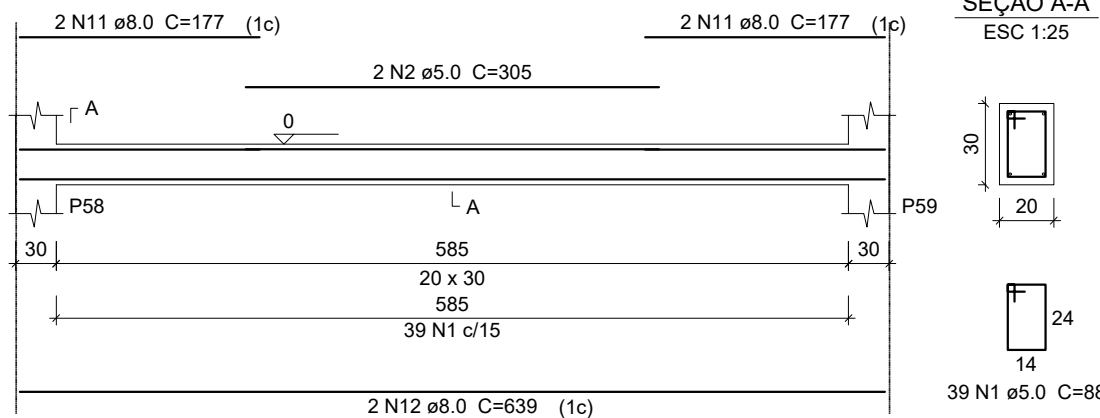 2 N11 ø8.0 C=177 (1c)
2 N11 ø8.0 C=177 (1c)
SEÇÃO A-A
ESC 1:25
2 N2 ø5.0 C=305
A
0
30
20
P58
A
P59
30
585
30
20 x 30
585
39 N1 c/15
24
14
39 N1 ø5.0 C=88
2 N12 ø8.0 C=639 (1c)